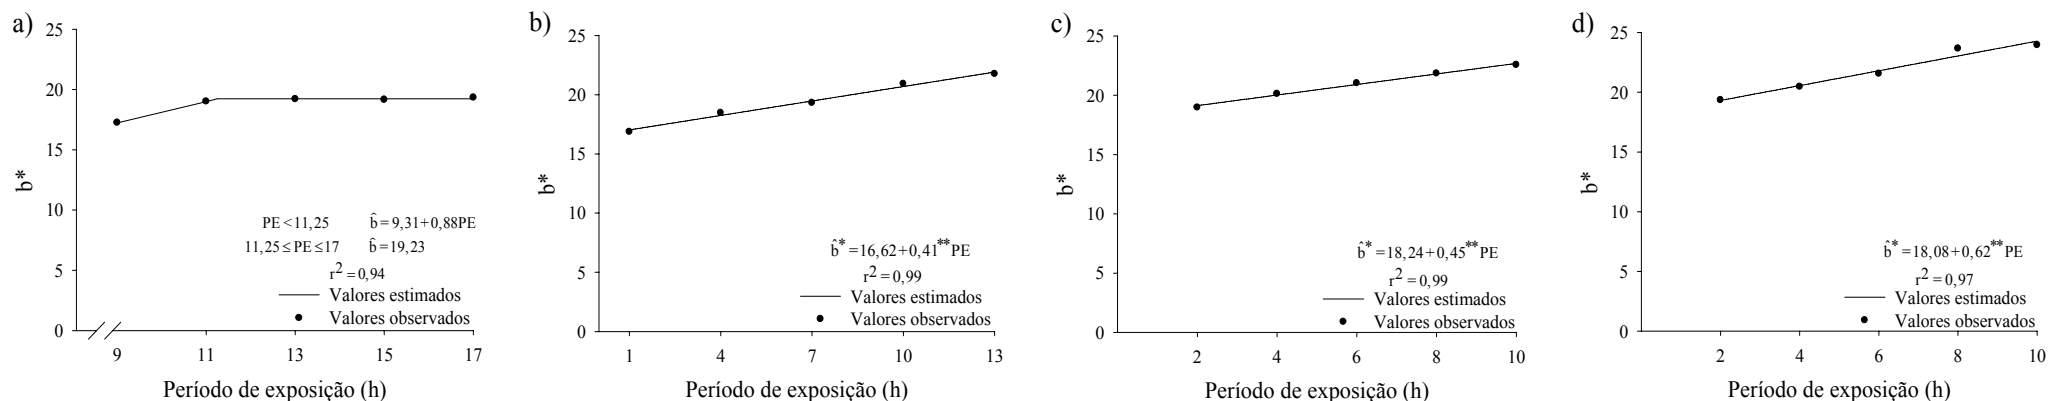 a)
25
20
15
10
5
0
b*
PE<11,25 b̂=9,31+0,88PE
11,25≤PE≤17 b̂=19,23
r²=0,94
Valores estimados
Valores observados
9 11 13 15 17
Período de exposição (h)
b)
25
20
15
10
5
0
b*
b̂*=16,62+0,41**PE
r²=0,99
Valores estimados
Valores observados
1 4 7 10 13
Período de exposição (h)
c)
25
20
15
10
5
0
b*
b̂*=18,24+0,45**PE
r²=0,99
Valores estimados
Valores observados
2 4 6 8 10
Período de exposição (h)
d)
25
20
15
10
5
0
b*
b̂*=18,08+0,62**PE
r²=0,97
Valores estimados
Valores observados
2 4 6 8 10
Período de exposição (h)